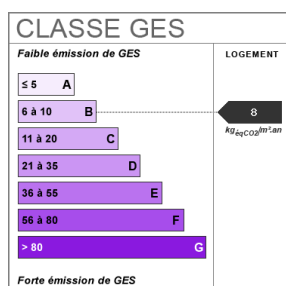 CLASSE GES
Faible émission de GES
LOGEMENT
≤ 5 A
6 à 10 B
8
kgéqCO2/m².an
11 à 20 C
21 à 35 D
36 à 55 E
56 à 80 F
> 80 G
Forte émission de GES